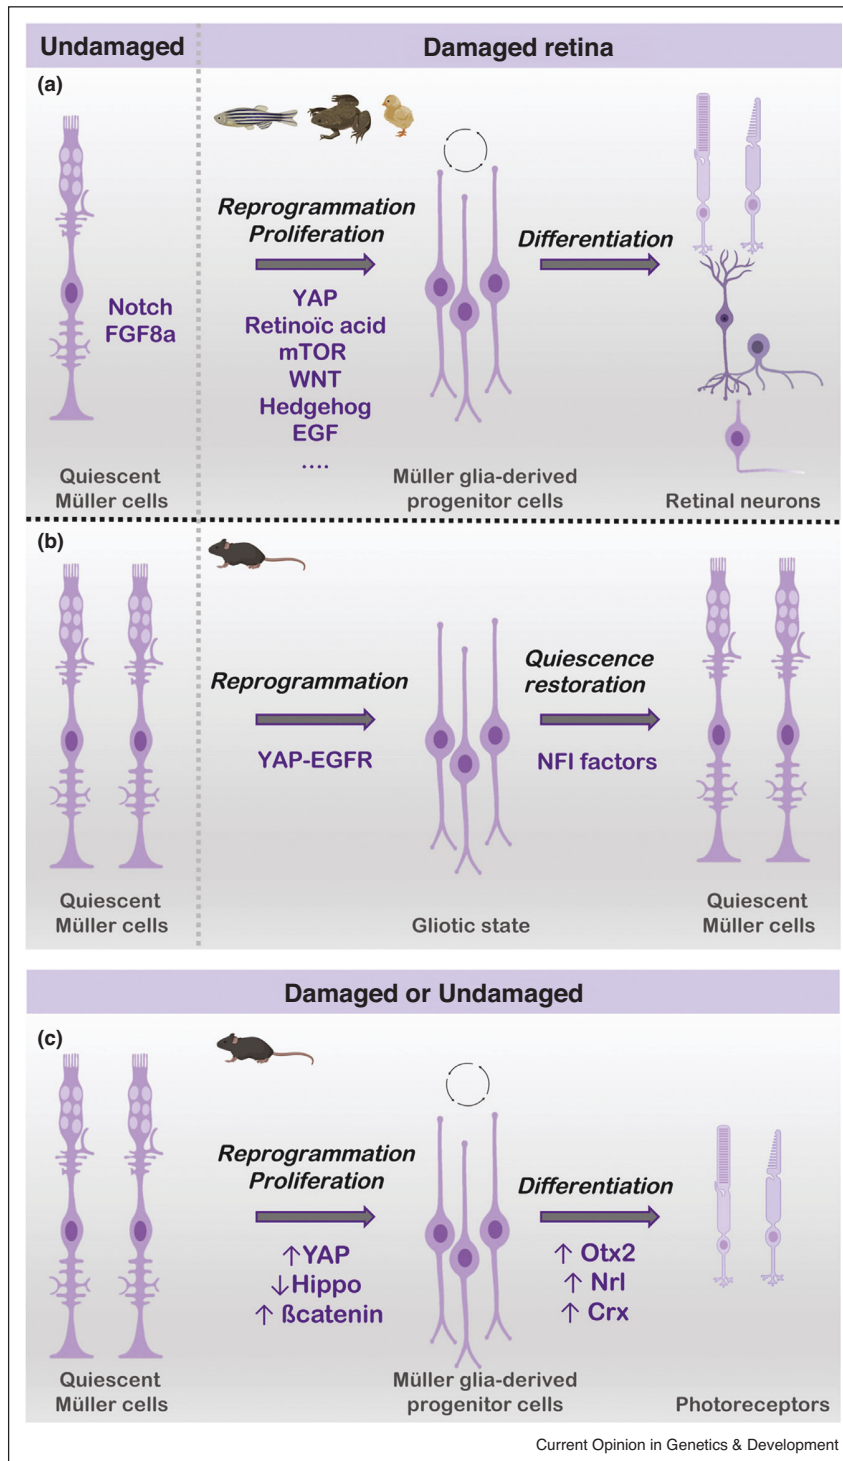 Undamaged
Damaged retina
(a)
Reprogrammation
Proliferation
Differentiation
Notch
FGF8a
YAP
Retinoïc acid
mTOR
WNT
Hedgehog
EGF
....
Quiescent
Müller cells
Müller glia-derived
progenitor cells
Retinal neurons
(b)
Reprogrammation
Quiescence
restoration
YAP-EGFR
NFI factors
Quiescent
Müller cells
Gliotic state
Quiescent
Müller cells
Damaged or Undamaged
(c)
Reprogrammation
Proliferation
Differentiation
↑YAP
↓Hippo
↑ ßcatenin
↑ Otx2
↑ Nrl
↑ Crx
Quiescent
Müller cells
Müller glia-derived
progenitor cells
Photoreceptors
Current Opinion in Genetics & Development